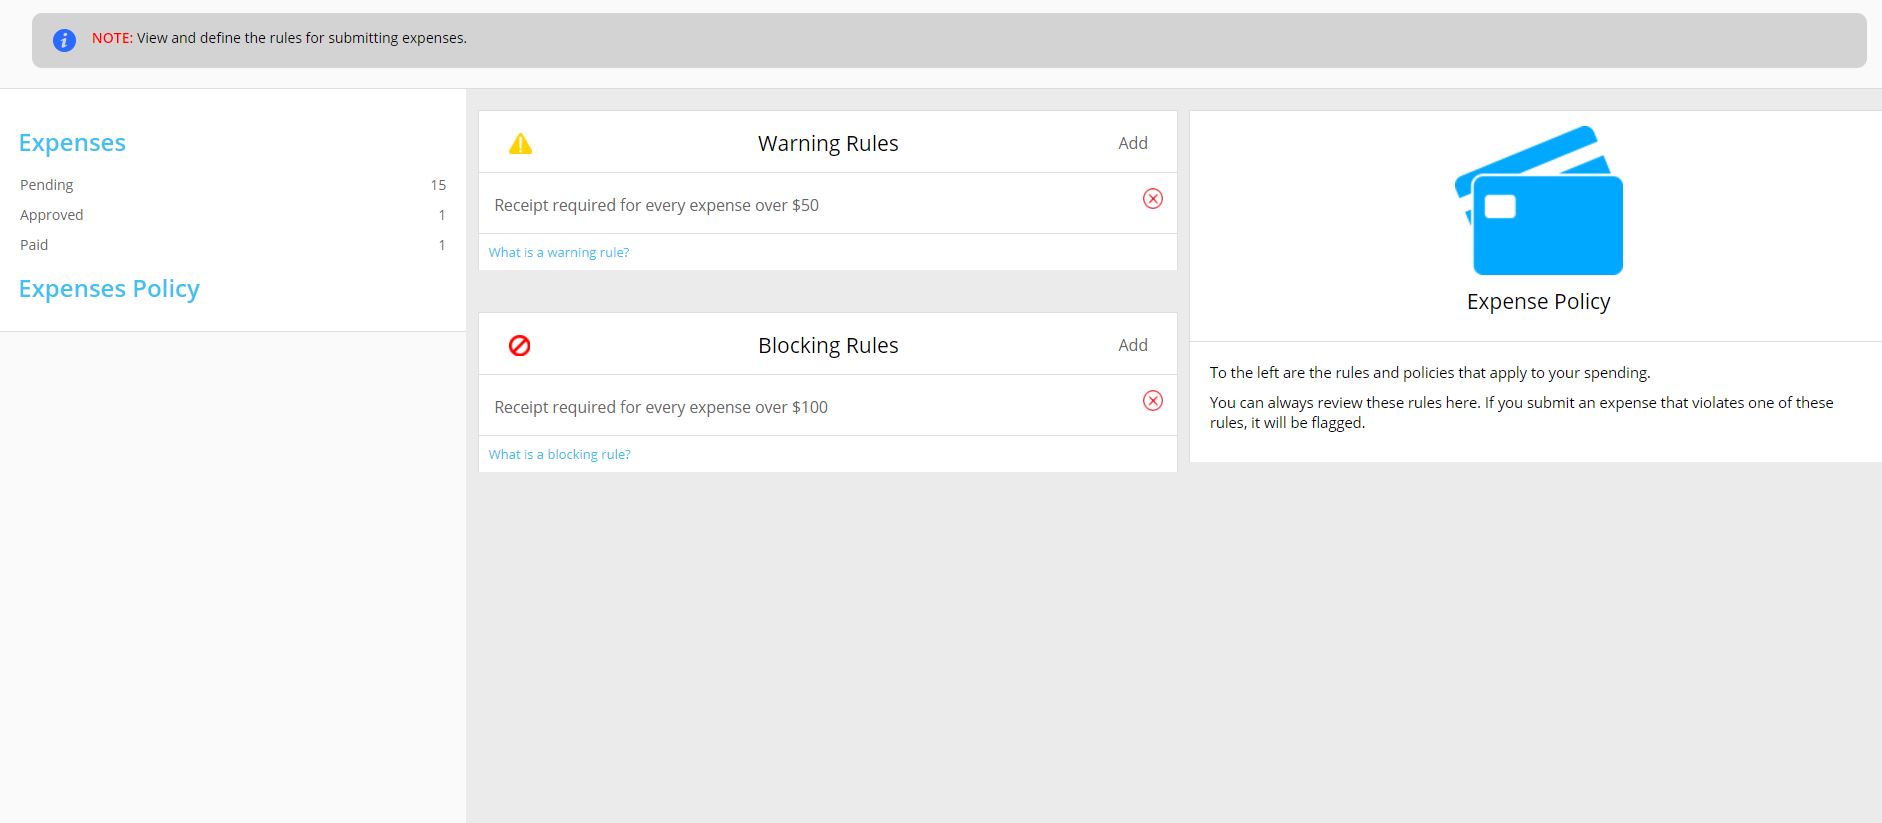 NOTE: View and define the rules for submitting expenses.
Expenses
Pending 15
Approved 1
Paid 1
Expenses Policy
Warning Rules Add
Receipt required for every expense over $50
What is a warning rule?
Blocking Rules Add
Receipt required for every expense over $100
What is a blocking rule?
Expense Policy
To the left are the rules and policies that apply to your spending.
You can always review these rules here. If you submit an expense that violates one of these
rules, it will be flagged.